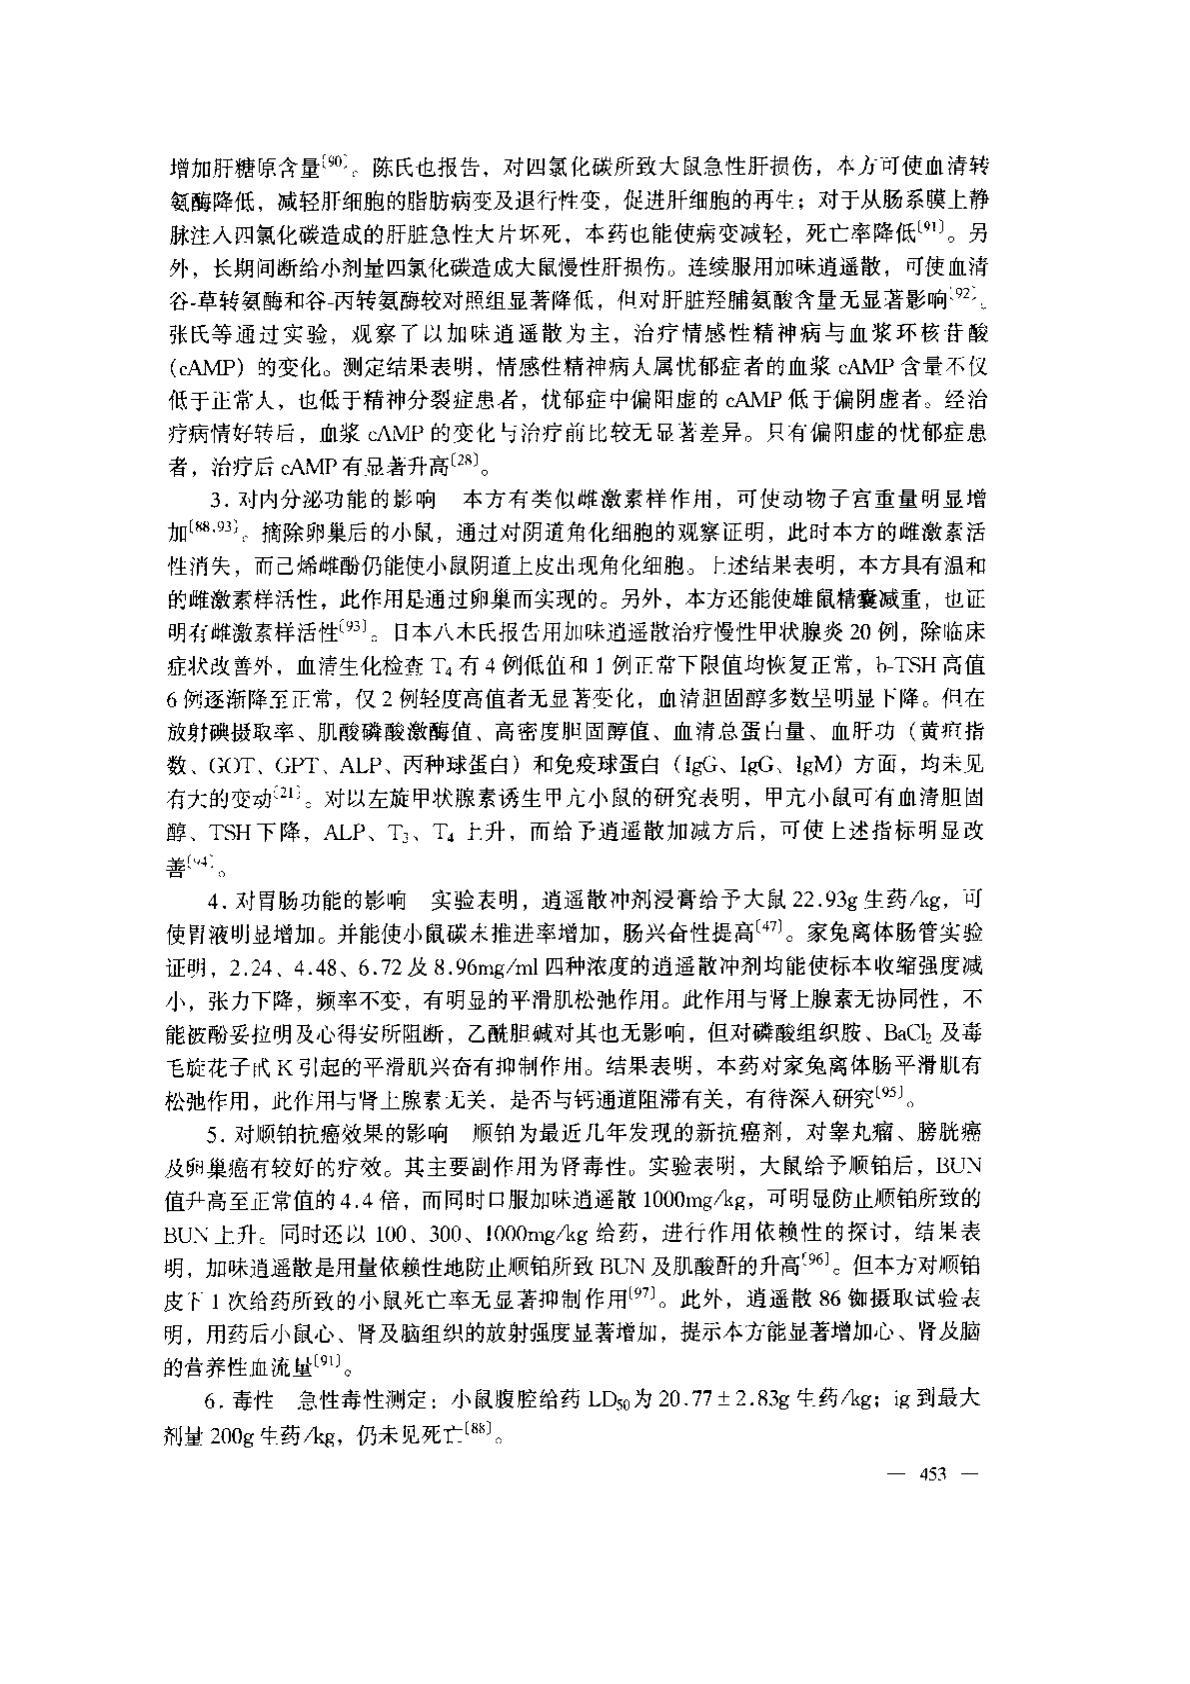 增加肝糖原含量〔90〕。陈氏也报告，对四氯化碳所致大鼠急性肝损伤，本方可使血清转
氨酶降低，减轻肝细胞的脂肪病变及退行性变，促进肝细胞的再生；对于从肠系膜上静
脉注入四氯化碳造成的肝脏急性大片坏死，本药也能使病变减轻，死亡率降低〔91〕。另
外，长期间断给小剂量四氯化碳造成大鼠慢性肝损伤。连续服用加味逍遥散，可使血清
谷-草转氨酶和谷-丙转氨酶较对照组显著降低，但对肝脏羟脯氨酸含量无显著影响〔92〕。
张氏等通过实验，观察了以加味逍遥散为主，治疗情感性精神病与血浆环核苷酸
（cAMP）的变化。测定结果表明，情感性精神病人属忧郁症者的血浆 cAMP 含量不仅
低于正常人，也低于精神分裂症患者，忧郁症中偏阳虚的 cAMP 低于偏阴虚者。经治
疗病情好转后，血浆 cAMP 的变化与治疗前比较无显著差异。只有偏阳虚的忧郁症患
者，治疗后 cAMP 有显著升高〔28〕。
3. 对内分泌功能的影响　本方有类似雌激素样作用，可使动物子宫重量明显增
加〔88,93〕。摘除卵巢后的小鼠，通过对阴道角化细胞的观察证明，此时本方的雌激素活
性消失，而己烯雌酚仍能使小鼠阴道上皮出现角化细胞。上述结果表明，本方具有温和
的雌激素样活性，此作用是通过卵巢而实现的。另外，本方还能使雄鼠精囊减重，也证
明有雌激素样活性〔93〕。日本八木氏报告用加味逍遥散治疗慢性甲状腺炎 20 例，除临床
症状改善外，血清生化检查 T₄ 有 4 例低值和 1 例正常下限值均恢复正常，h-TSH 高值
6 例逐渐降至正常，仅 2 例轻度高值者无显著变化，血清胆固醇多数呈明显下降。但在
放射碘摄取率、肌酸磷酸激酶值、高密度胆固醇值、血清总蛋白量、血肝功（黄疸指
数、GOT、GPT、ALP、丙种球蛋白）和免疫球蛋白（IgG、IgG、IgM）方面，均未见
有大的变动〔21〕。对以左旋甲状腺素诱生甲亢小鼠的研究表明，甲亢小鼠可有血清胆固
醇、TSH 下降，ALP、T₃、T₄ 上升，而给予逍遥散加减方后，可使上述指标明显改
善〔94〕。
4. 对胃肠功能的影响　实验表明，逍遥散冲剂浸膏给予大鼠 22.93g 生药/kg，可
使胃液明显增加。并能使小鼠碳末推进率增加，肠兴奋性提高〔47〕。家兔离体肠管实验
证明，2.24、4.48、6.72 及 8.96mg/ml 四种浓度的逍遥散冲剂均能使标本收缩强度减
小，张力下降，频率不变，有明显的平滑肌松弛作用。此作用与肾上腺素无协同性，不
能被酚妥拉明及心得安所阻断，乙酰胆碱对其也无影响，但对磷酸组织胺、BaCl₂ 及毒
毛旋花子甙 K 引起的平滑肌兴奋有抑制作用。结果表明，本药对家兔离体肠平滑肌有
松弛作用，此作用与肾上腺素无关，是否与钙通道阻滞有关，有待深入研究〔95〕。
5. 对顺铂抗癌效果的影响　顺铂为最近几年发现的新抗癌剂，对睾丸瘤、膀胱癌
及卵巢癌有较好的疗效。其主要副作用为肾毒性。实验表明，大鼠给予顺铂后，BUN
值升高至正常值的 4.4 倍，而同时口服加味逍遥散 1000mg/kg，可明显防止顺铂所致的
BUN 上升。同时还以 100、300、1000mg/kg 给药，进行作用依赖性的探讨，结果表
明，加味逍遥散是用量依赖性地防止顺铂所致 BUN 及肌酸酐的升高〔96〕。但本方对顺铂
皮下 1 次给药所致的小鼠死亡率无显著抑制作用〔97〕。此外，逍遥散 86 铷摄取试验表
明，用药后小鼠心、肾及脑组织的放射强度显著增加，提示本方能显著增加心、肾及脑
的营养性血流量〔91〕。
6. 毒性　急性毒性测定：小鼠腹腔给药 LD₅₀为 20.77±2.83g 生药/kg；ig 到最大
剂量 200g 生药/kg，仍未见死亡〔88〕。
— 453 —